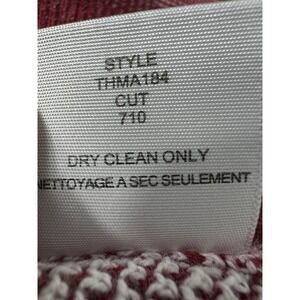 STYLE
THMA184
CUT
710
DRY CLEAN ONLY
NETTOYAGE A SEC SEULEMENT